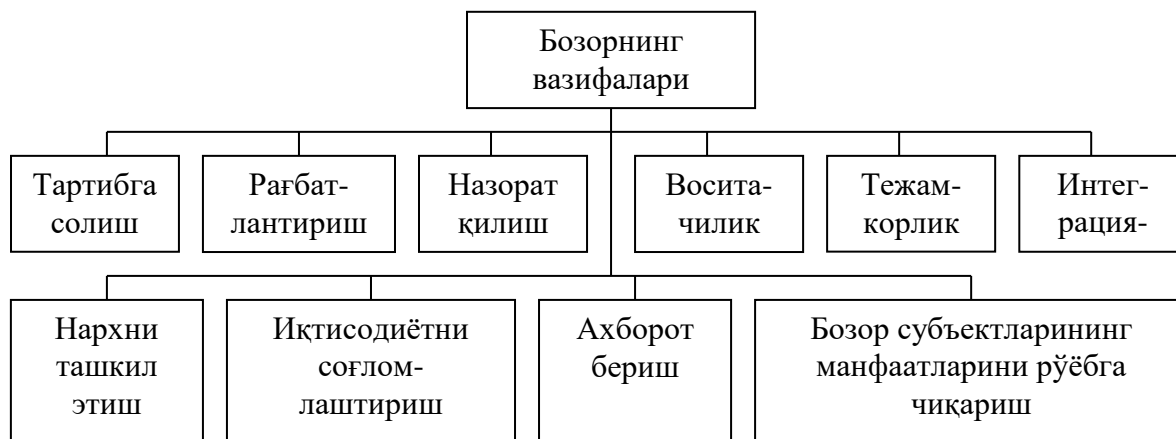 Бозорнинг
вазифалари
Тартибга
солиш
Рағбат-
лантириш
Назорат
қилиш
Восита-
чилик
Тежам-
корлик
Интег-
рация-
Нархни
ташкил
этиш
Иқтисодиётни
соғлом-
лаштириш
Ахборот
бериш
Бозор субъектларининг
манфаатларини рўёбга
чиқариш